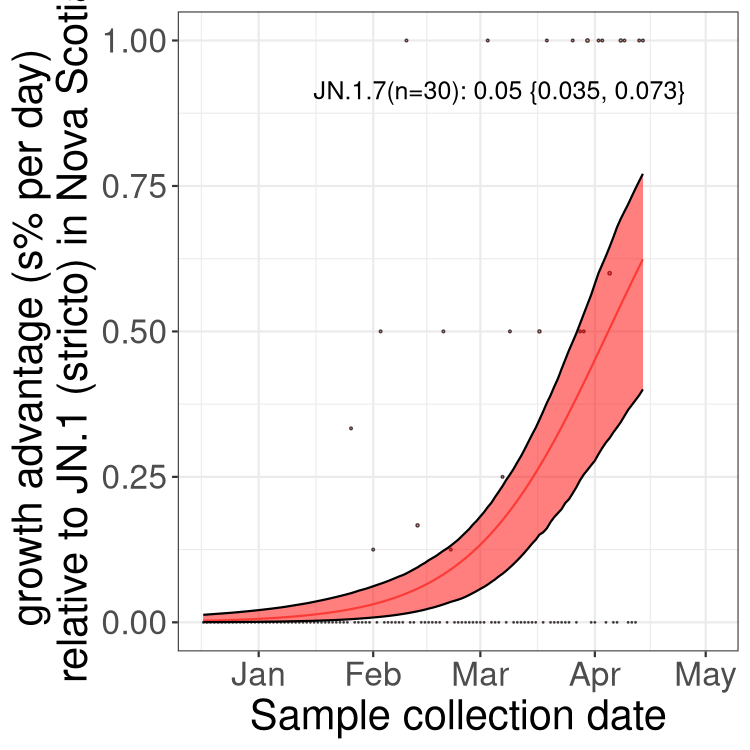 growth advantage (s% per day)
relative to JN.1 (stricto) in Nova Scotia
1.00
0.75
0.50
0.25
0.00
JN.1.7(n=30): 0.05 {0.035, 0.073}
Jan Feb Mar Apr May
Sample collection date